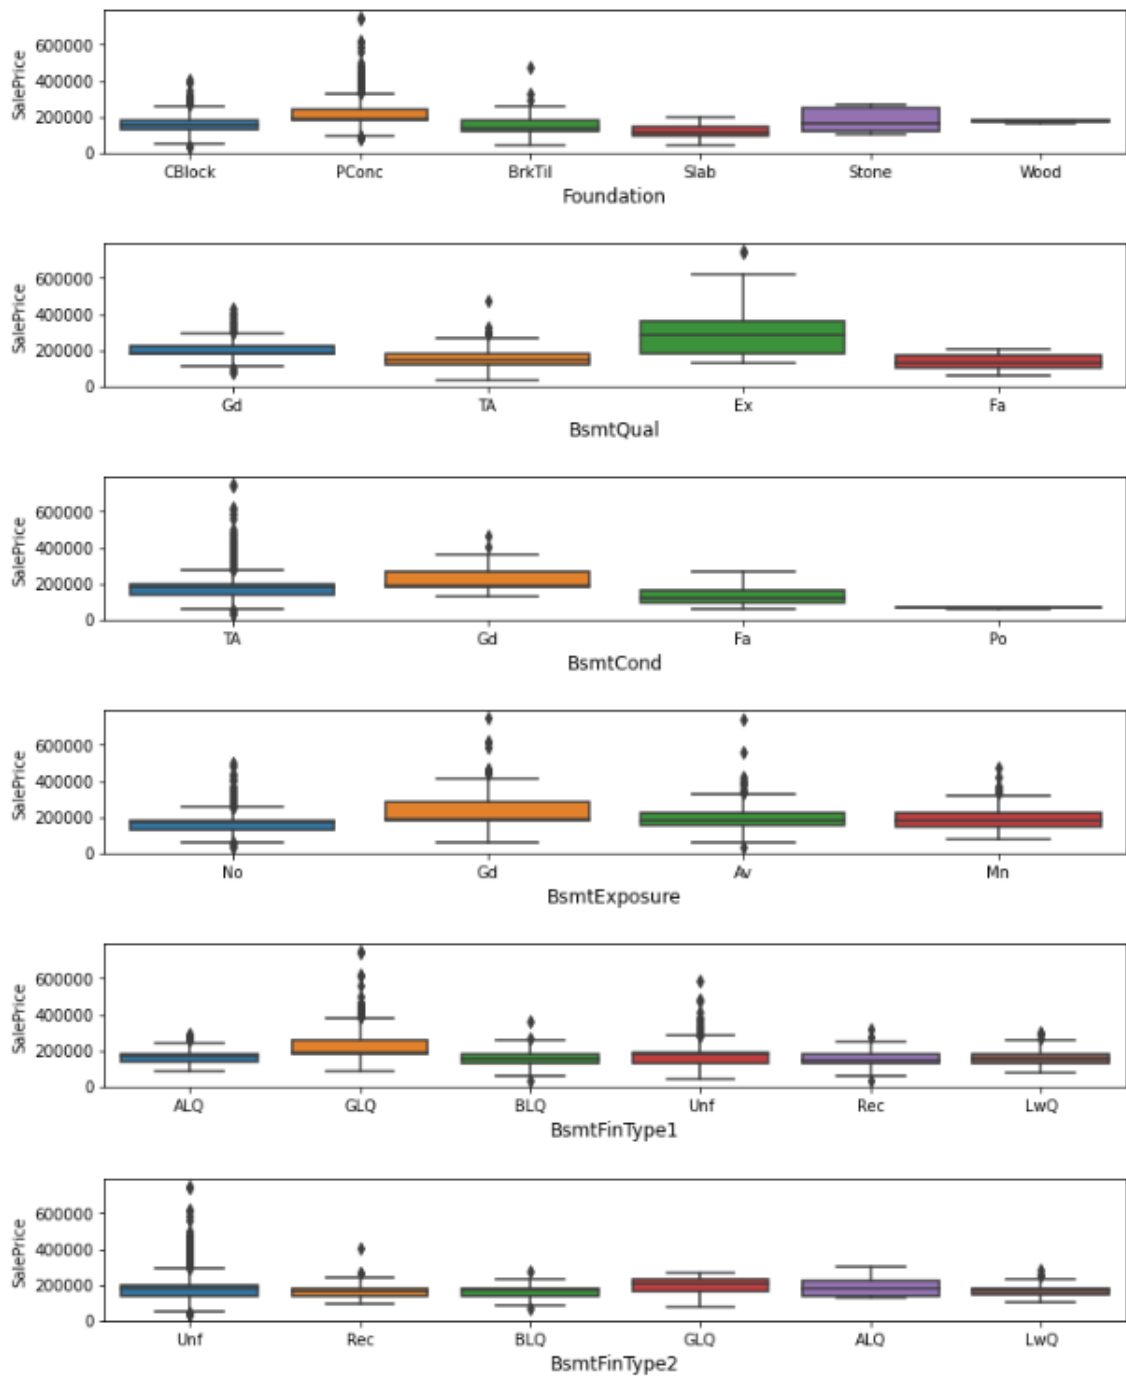 SalePrice
600000
400000
200000
0
CBlock PConc BrkTil Slab Stone Wood
Foundation
SalePrice
600000
400000
200000
0
Gd TA Ex Fa
BsmtQual
SalePrice
600000
400000
200000
0
TA Gd Fa Po
BsmtCond
SalePrice
600000
400000
200000
0
No Gd Av Mn
BsmtExposure
SalePrice
600000
400000
200000
0
ALQ GLQ BLQ Unf Rec LwQ
BsmtFinType1
SalePrice
600000
400000
200000
0
Unf Rec BLQ GLQ ALQ LwQ
BsmtFinType2